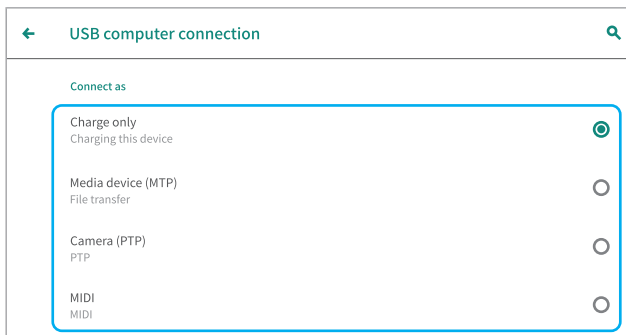 USB computer connection
Connect as
Charge only
Charging this device
Media device (MTP)
File transfer
Camera (PTP)
PTP
MIDI
MIDI